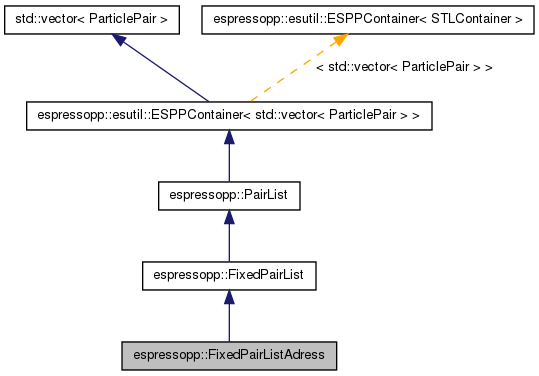 std::vector< ParticlePair >
espressopp::esutil::ESPPContainer< STLContainer >
< std::vector< ParticlePair > >
espressopp::esutil::ESPPContainer< std::vector< ParticlePair > >
espressopp::PairList
espressopp::FixedPairList
espressopp::FixedPairListAdress